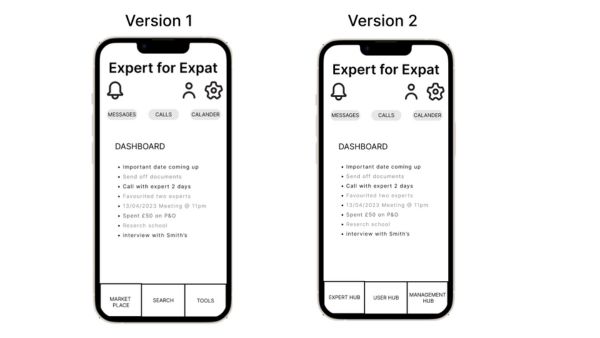 Version 1
Expert for Expat
MESSAGES CALLS CALANDER
DASHBOARD
Important date coming up
Send off documents
Call with expert 2 days
Favourited two experts
13/04/2023 Meeting @ 11pm
Spent £50 on P&O
Reserch school
Interview with Smith's
MARKET
PLACE
SEARCH
TOOLS
Version 2
Expert for Expat
MESSAGES CALLS CALANDER
DASHBOARD
Important date coming up
Send off documents
Call with expert 2 days
Favourited two experts
13/04/2023 Meeting @ 11pm
Spent £50 on P&O
Reserch school
Interview with Smith's
EXPERT HUB
USER HUB
MANAGEMENT
HUB